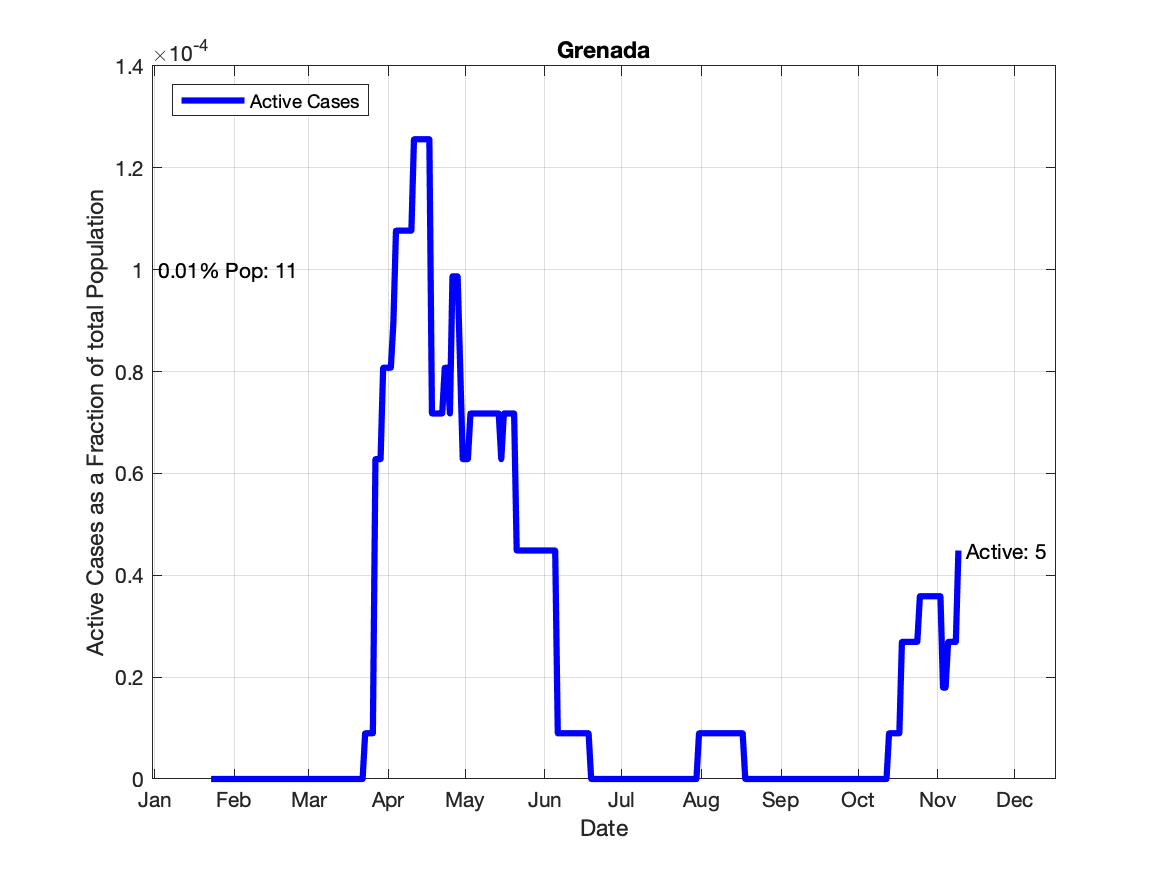 Grenada
×10-4
Active Cases
1.4
1.2
1
0.8
0.6
0.4
0.2
0
0.01% Pop: 11
Active: 5
Active Cases as a Fraction of total Population
Jan Feb Mar Apr May Jun Jul Aug Sep Oct Nov Dec
Date